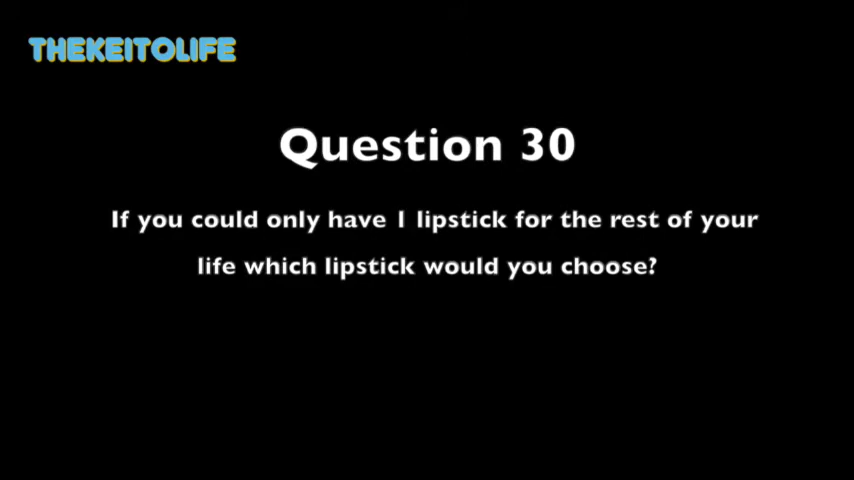 THEKEITOLIFE
Question 30
If you could only have 1 lipstick for the rest of your
life which lipstick would you choose?